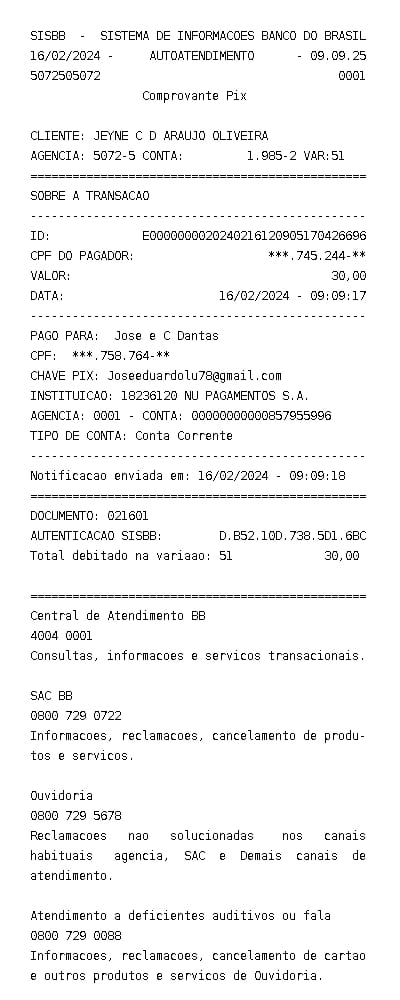 SISBB - SISTEMA DE INFORMACOES BANCO DO BRASIL
16/02/2024 - AUTOATENDIMENTO - 09.09.25
5072505072 0001
Comprovante Pix
CLIENTE: JEYNE C D ARAUJO OLIVEIRA
AGENCIA: 5072-5 CONTA: 1.985-2 VAR:51
================================================
SOBRE A TRANSACAO
------------------------------------------------
ID: E0000000020240216120905170426696
CPF DO PAGADOR: ***.745.244-**
VALOR: 30,00
DATA: 16/02/2024 - 09:09:17
------------------------------------------------
PAGO PARA: Jose e C Dantas
CPF: ***.758.764-**
CHAVE PIX: Joseeduardolu78@gmail.com
INSTITUICAO: 18236120 NU PAGAMENTOS S.A.
AGENCIA: 0001 - CONTA: 00000000000857955996
TIPO DE CONTA: Conta Corrente
------------------------------------------------
Notificacao enviada em: 16/02/2024 - 09:09:18
================================================
DOCUMENTO: 021601
AUTENTICACAO SISBB: D.B52.10D.738.5D1.6BC
Total debitado na variaao: 51 30,00
================================================
Central de Atendimento BB
4004 0001
Consultas, informacoes e servicos transacionais.
SAC BB
0800 729 0722
Informacoes, reclamacoes, cancelamento de produ-
tos e servicos.
Ouvidoria
0800 729 5678
Reclamacoes nao solucionadas nos canais
habituais agencia, SAC e Demais canais de
atendimento.
Atendimento a deficientes auditivos ou fala
0800 729 0088
Informacoes, reclamacoes, cancelamento de cartao
e outros produtos e servicos de Ouvidoria.